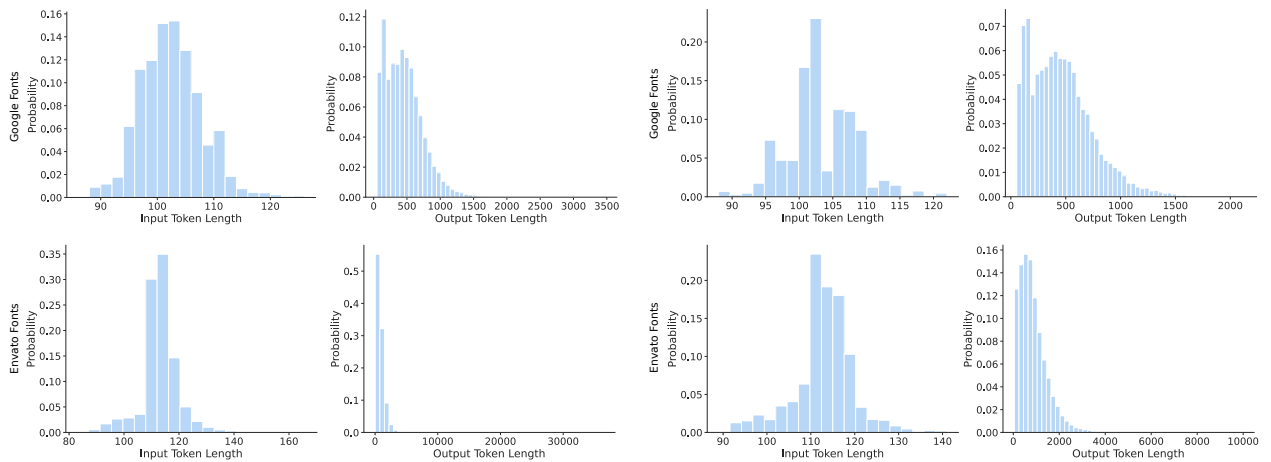 Google Fonts
Probability
0.16
0.14
0.12
0.10
0.08
0.06
0.04
0.02
0.00
90 100 110 120
Input Token Length
Probability
0.12
0.10
0.08
0.06
0.04
0.02
0.00
0 500 1000 1500 2000 2500 3000 3500
Output Token Length
Google Fonts
Probability
0.20
0.15
0.10
0.05
0.00
90 95 100 105 110 115 120
Input Token Length
Probability
0.07
0.06
0.05
0.04
0.03
0.02
0.01
0.00
0 500 1000 1500 2000
Output Token Length
Envato Fonts
Probability
0.35
0.30
0.25
0.20
0.15
0.10
0.05
0.00
80 100 120 140 160
Input Token Length
Probability
0.5
0.4
0.3
0.2
0.1
0.0
0 10000 20000 30000
Output Token Length
Envato Fonts
Probability
0.20
0.15
0.10
0.05
0.00
90 100 110 120 130 140
Input Token Length
Probability
0.16
0.14
0.12
0.10
0.08
0.06
0.04
0.02
0.00
0 2000 4000 6000 8000 10000
Output Token Length